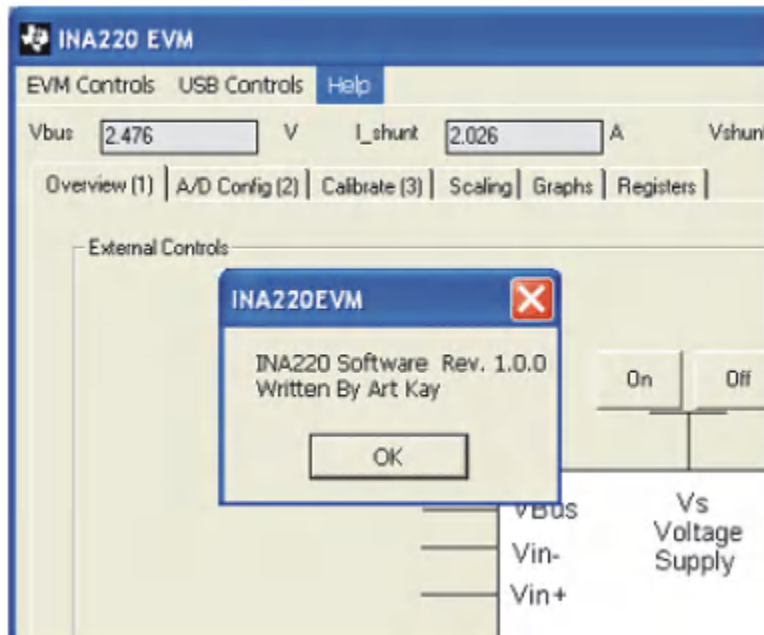 INA220 EVM
EVM Controls USB Controls Help
Vbus 2.476 V I_shunt 2.026 A Vshunt
Overview (1) A/D Config (2) Calibrate (3) Scaling Graphs Registers
External Controls
INA220EVM
INA220 Software Rev. 1.0.0
Written By Art Kay
OK
On Off
VBus
Vin-
Vin+
Vs
Voltage
Supply